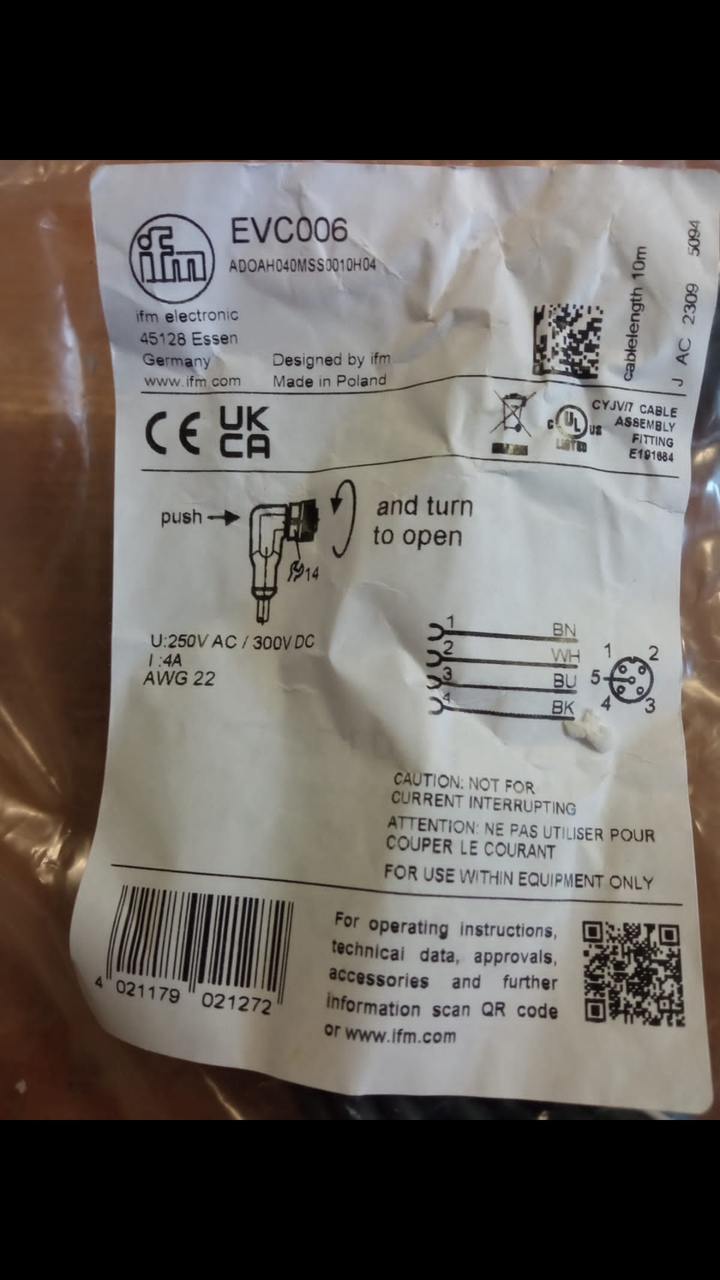 ifm
EVC006
ADOAH040MSS0010H04
ifm electronic
45128 Essen
Germany
www.ifm com
Designed by ifm
Made in Poland
cablelength 10m
J AC 2309 5094
CE
UK
CA
C UL US
LISTED
CYJV/7 CABLE
ASSEMBLY
FITTING
E191684
push
and turn
to open
14
U:250V AC / 300V DC
I :4A
AWG 22
1 BN
2 WH
3 BU
4 BK
1 2
5
4 3
CAUTION: NOT FOR
CURRENT INTERRUPTING
ATTENTION: NE PAS UTILISER POUR
COUPER LE COURANT
FOR USE WITHIN EQUIPMENT ONLY
4 021179 021272
For operating instructions,
technical data, approvals,
accessories and further
information scan QR code
or www.ifm.com